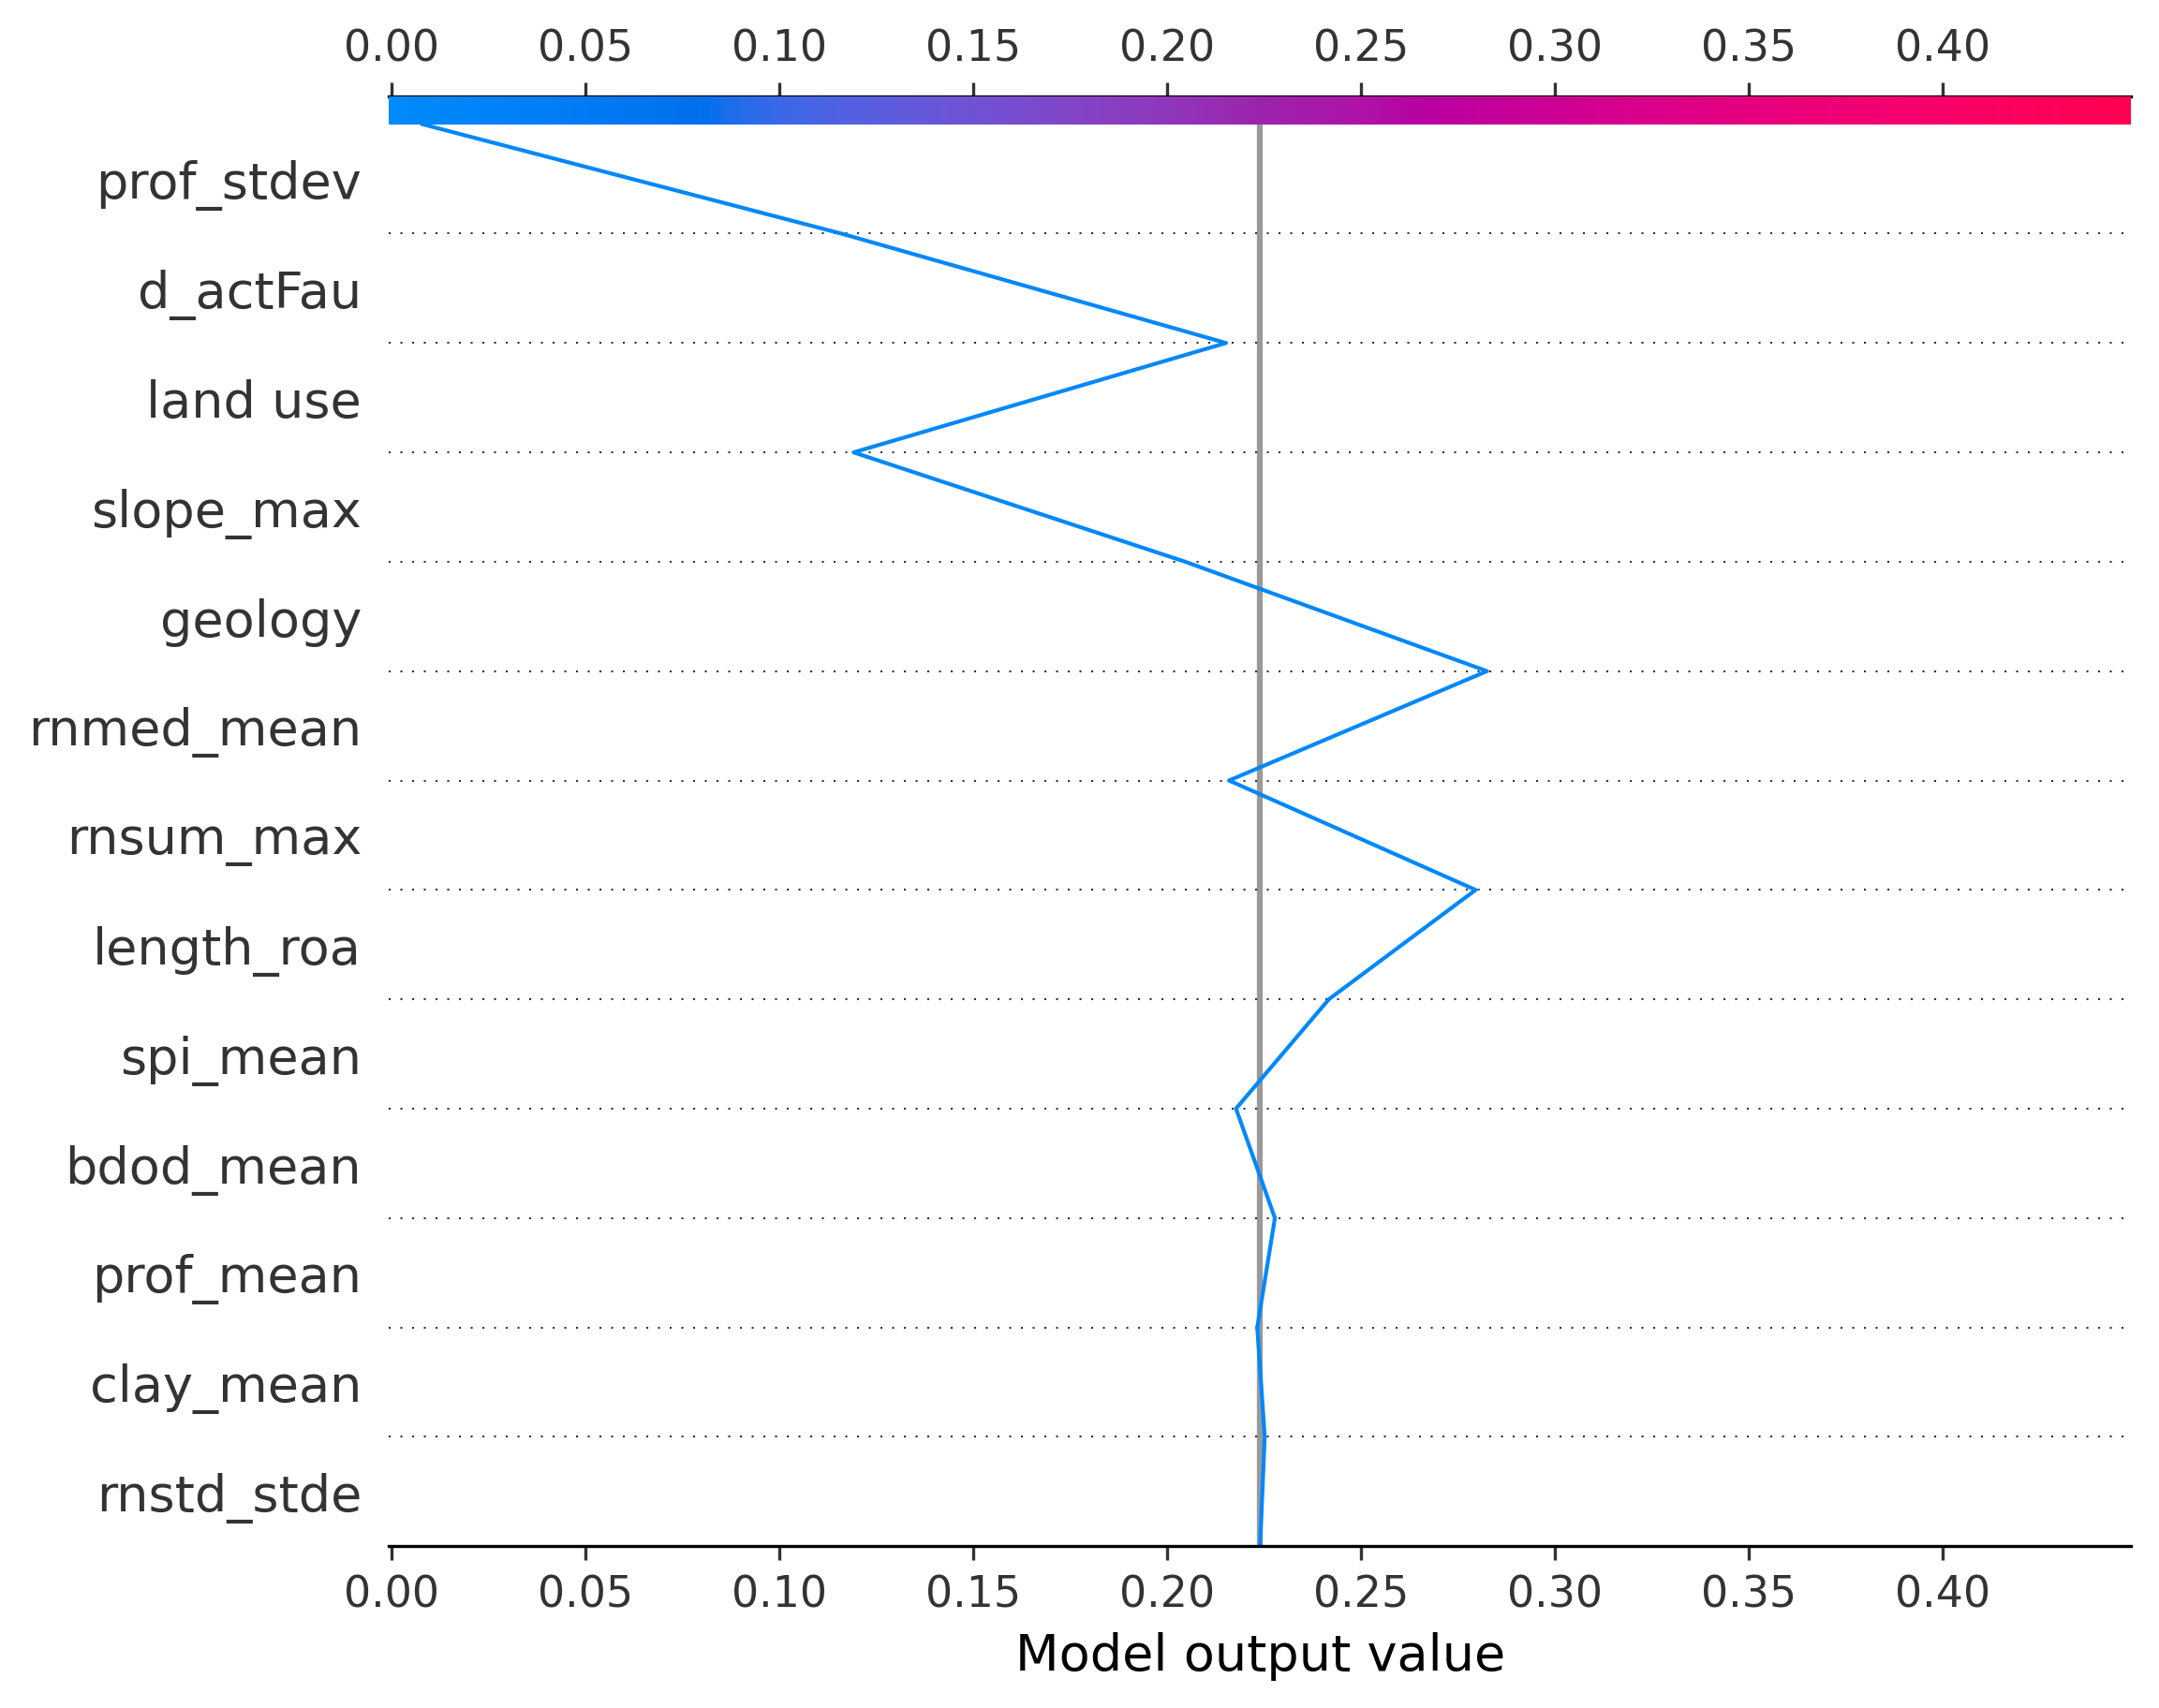 0.00 0.05 0.10 0.15 0.20 0.25 0.30 0.35 0.40
prof_stdev
d_actFau
land use
slope_max
geology
rnmed_mean
rnsum_max
length_roa
spi_mean
bdod_mean
prof_mean
clay_mean
rnstd_stde
0.00 0.05 0.10 0.15 0.20 0.25 0.30 0.35 0.40
Model output value